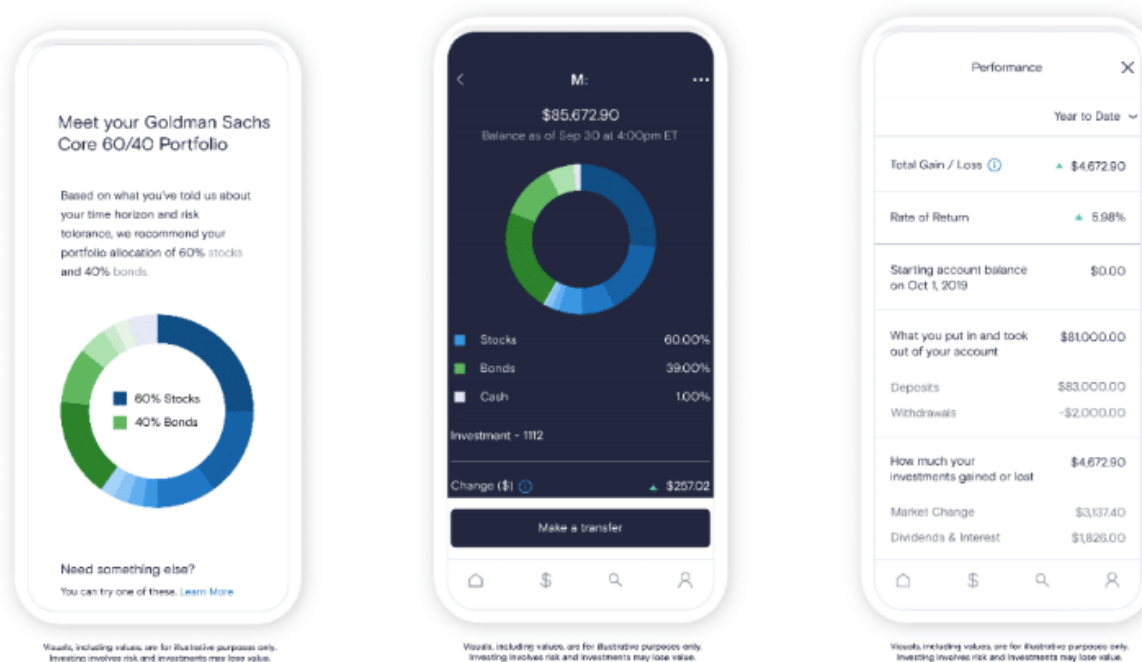 Meet your Goldman Sachs
Core 60/40 Portfolio
Based on what you've told us about
your time horizon and risk
tolerance, we recommend your
portfolio allocation of 60% stocks
and 40% bonds.
60% Stocks
40% Bonds
Need something else?
You can try one of these. Learn More
Visuals, including values, are for illustrative purposes only.
Investing involves risk and investments may lose value.
M:
$85,672.90
Balance as of Sep 30 at 4:00pm ET
Stocks 60.00%
Bonds 39.00%
Cash 1.00%
Investment - 1112
Change ($) $257.02
Make a transfer
Visuals, including values, are for illustrative purposes only.
Investing involves risk and investments may lose value.
Performance
Year to Date
Total Gain / Loss $4,672.90
Rate of Return 5.98%
Starting account balance $0.00
on Oct 1, 2019
What you put in and took $81,000.00
out of your account
Deposits $83,000.00
Withdrawals -$2,000.00
How much your $4,672.90
investments gained or lost
Market Change $3,137.40
Dividends & Interest $1,826.00
Visuals, including values, are for illustrative purposes only.
Investing involves risk and investments may lose value.